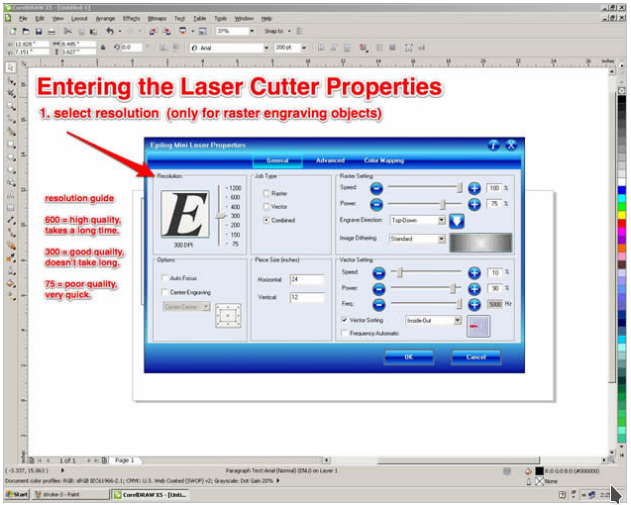 CorelDRAW X5 - [Untitled-1]
File Edit View Layout Arrange Effects Bitmaps Text Table Tools Window Help
37% Snap to
x: 12.028 " 8.485 "
y: 7.151 " 3.627 "
0.0 ° Arial 200 pt
Entering the Laser Cutter Properties
1. select resolution (only for raster engraving objects)
Epilog Mini Laser Properties
General Advanced Color Mapping
Resolution
E
300 DPI
1200
600
400
300
200
150
75
Job Type
Raster
Vector
Combined
Raster Setting
Speed: 100 %
Power: 75 %
Engrave Direction: Top-Down
Image Dithering: Standard
resolution guide
600 = high quality,
takes a long time.
300 = good quality,
doesn't take long.
75 = poor quality,
very quick.
Options
Auto Focus
Center-Engraving
Center-Center
Piece Size (inches)
Horizontal: 24
Vertical: 12
Vector Setting
Speed: 10 %
Power: 90 %
Freq: 5000 Hz
Vector Sorting Inside-Out
Frequency Automatic
OK Cancel
1 of 1 Page 1
(-3.337, 15.863 ) Paragraph Text: Arial (Normal) (ENU) on Layer 1 R:0 G:0 B:0 (#000000)
Document color profiles: RGB: sRGB IEC61966-2.1; CMYK: U.S. Web Coated (SWOP) v2; Grayscale: Dot Gain 20% None
Start stroke-3 - Paint CorelDRAW X5 - [Unti...